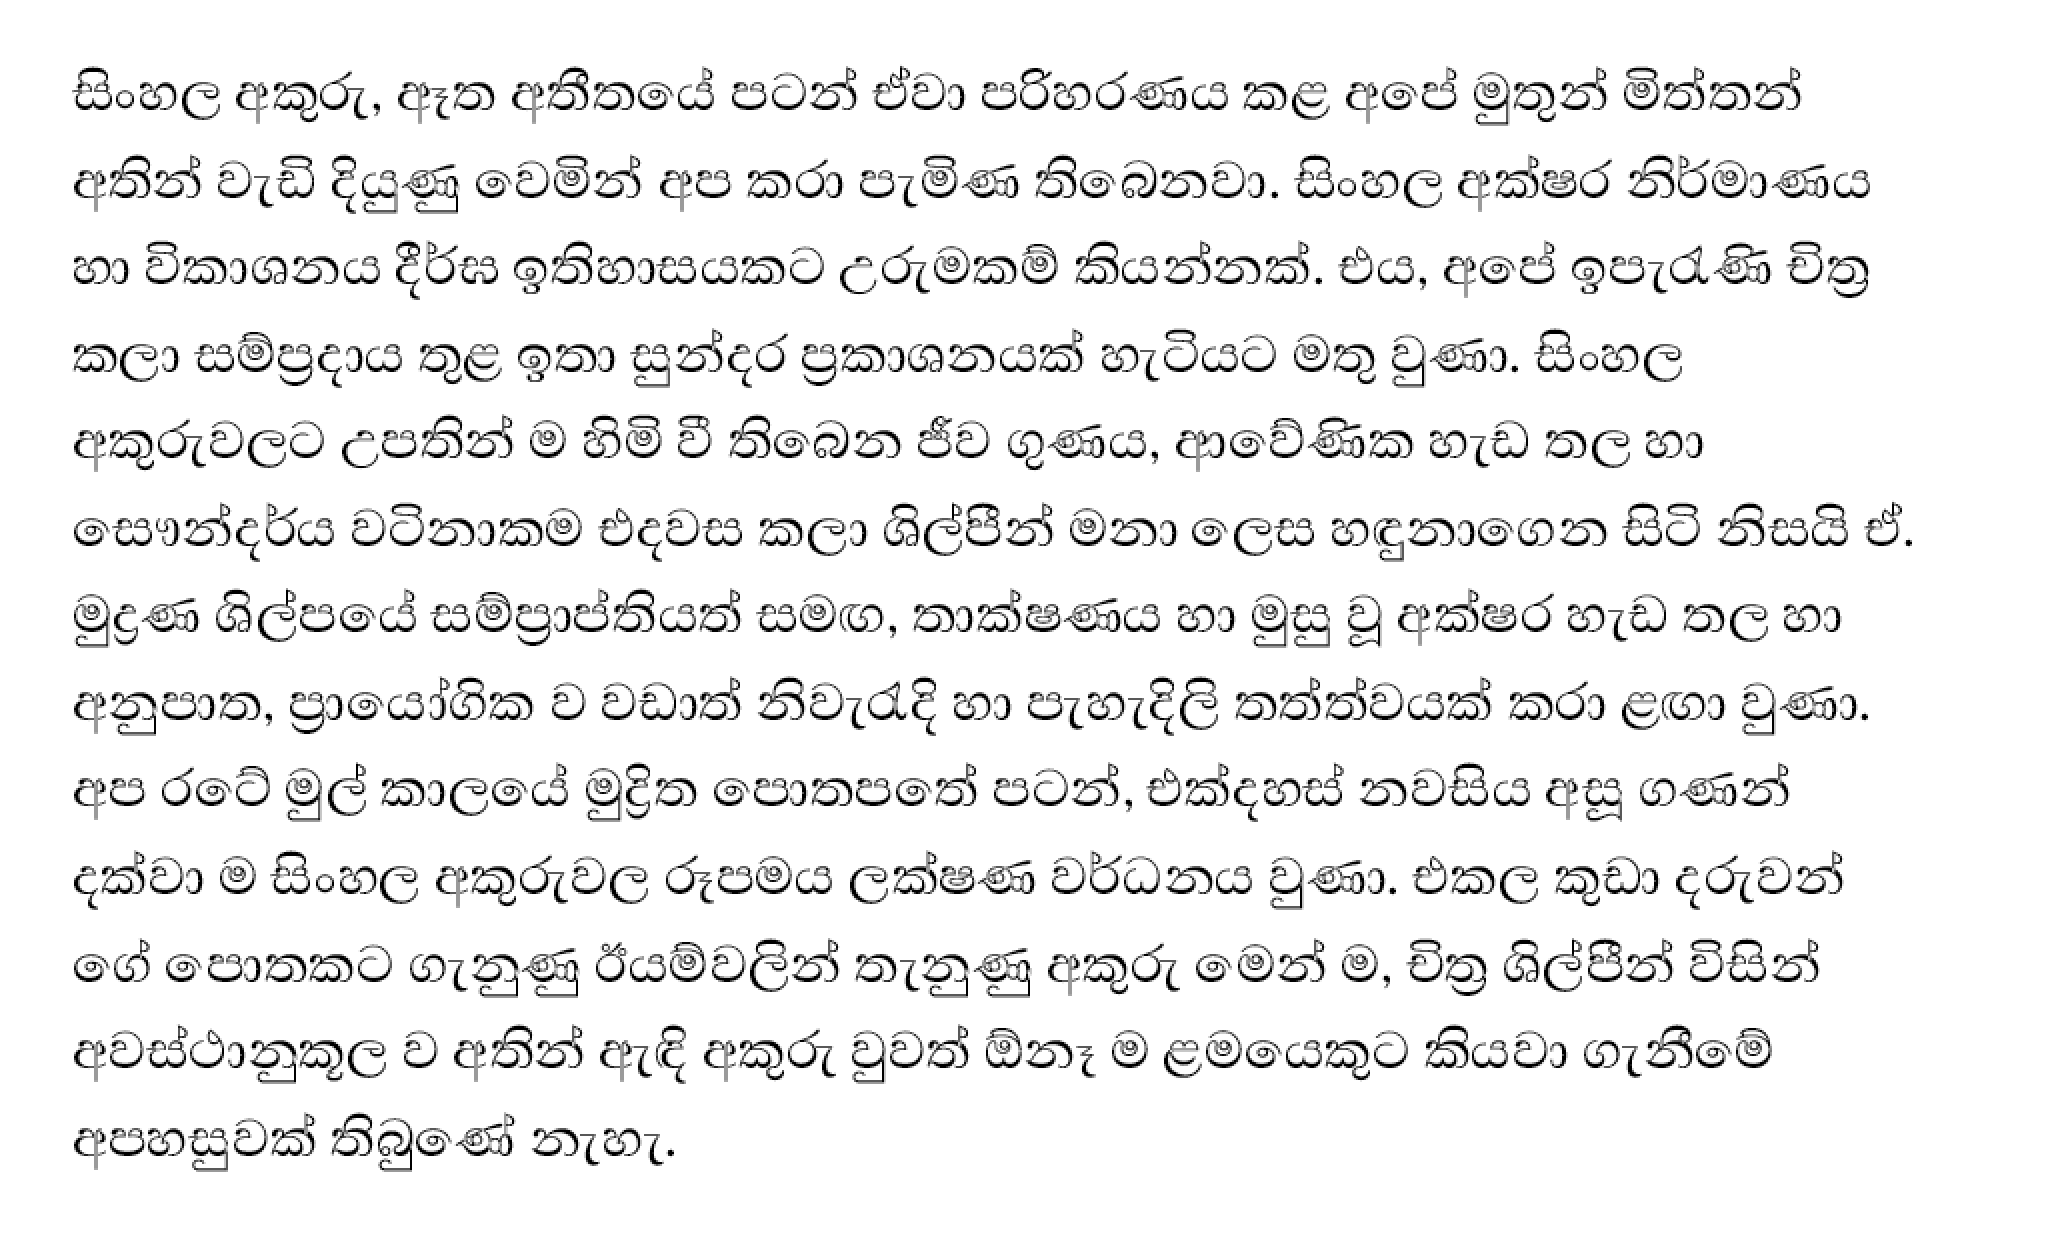 සිංහල අකුරු, ඈත අතීතයේ පටන් ඒවා පරිහරණය කළ අපේ මුතුන් මිත්තන්
අතින් වැඩි දියුණු වෙමින් අප කරා පැමිණ තිබෙනවා. සිංහල අක්ෂර නිර්මාණය
හා විකාශනය දීර්ඝ ඉතිහාසයකට උරුමකම් කියන්නක්. එය, අපේ ඉපැරැණි චිත්‍ර
කලා සම්ප්‍රදාය තුළ ඉතා සුන්දර ප්‍රකාශනයක් හැටියට මතු වුණා. සිංහල
අකුරුවලට උපතින් ම හිමි වී තිබෙන ජීව ගුණය, ආවේණික හැඩ තල හා
සෞන්දර්ය වටිනාකම එදවස කලා ශිල්පීන් මනා ලෙස හඳුනාගෙන සිටි නිසයි ඒ.
මුද්‍රණ ශිල්පයේ සම්ප්‍රාප්තියත් සමඟ, තාක්ෂණය හා මුසු වූ අක්ෂර හැඩ තල හා
අනුපාත, ප්‍රායෝගික ව වඩාත් නිවැරැදි හා පැහැදිලි තත්ත්වයක් කරා ළඟා වුණා.
අප රටේ මුල් කාලයේ මුද්‍රිත පොතපතේ පටන්, එක්දහස් නවසිය අසූ ගණන්
දක්වා ම සිංහල අකුරුවල රූපමය ලක්ෂණ වර්ධනය වුණා. එකල කුඩා දරුවන්
ගේ පොතකට ගැනුණු ඊයම්වලින් තැනුණු අකුරු මෙන් ම, චිත්‍ර ශිල්පීන් විසින්
අවස්ථානුකූල ව අතින් ඇඳි අකුරු වුවත් ඕනෑ ම ළමයෙකුට කියවා ගැනීමේ
අපහසුවක් තිබුණේ නැහැ.